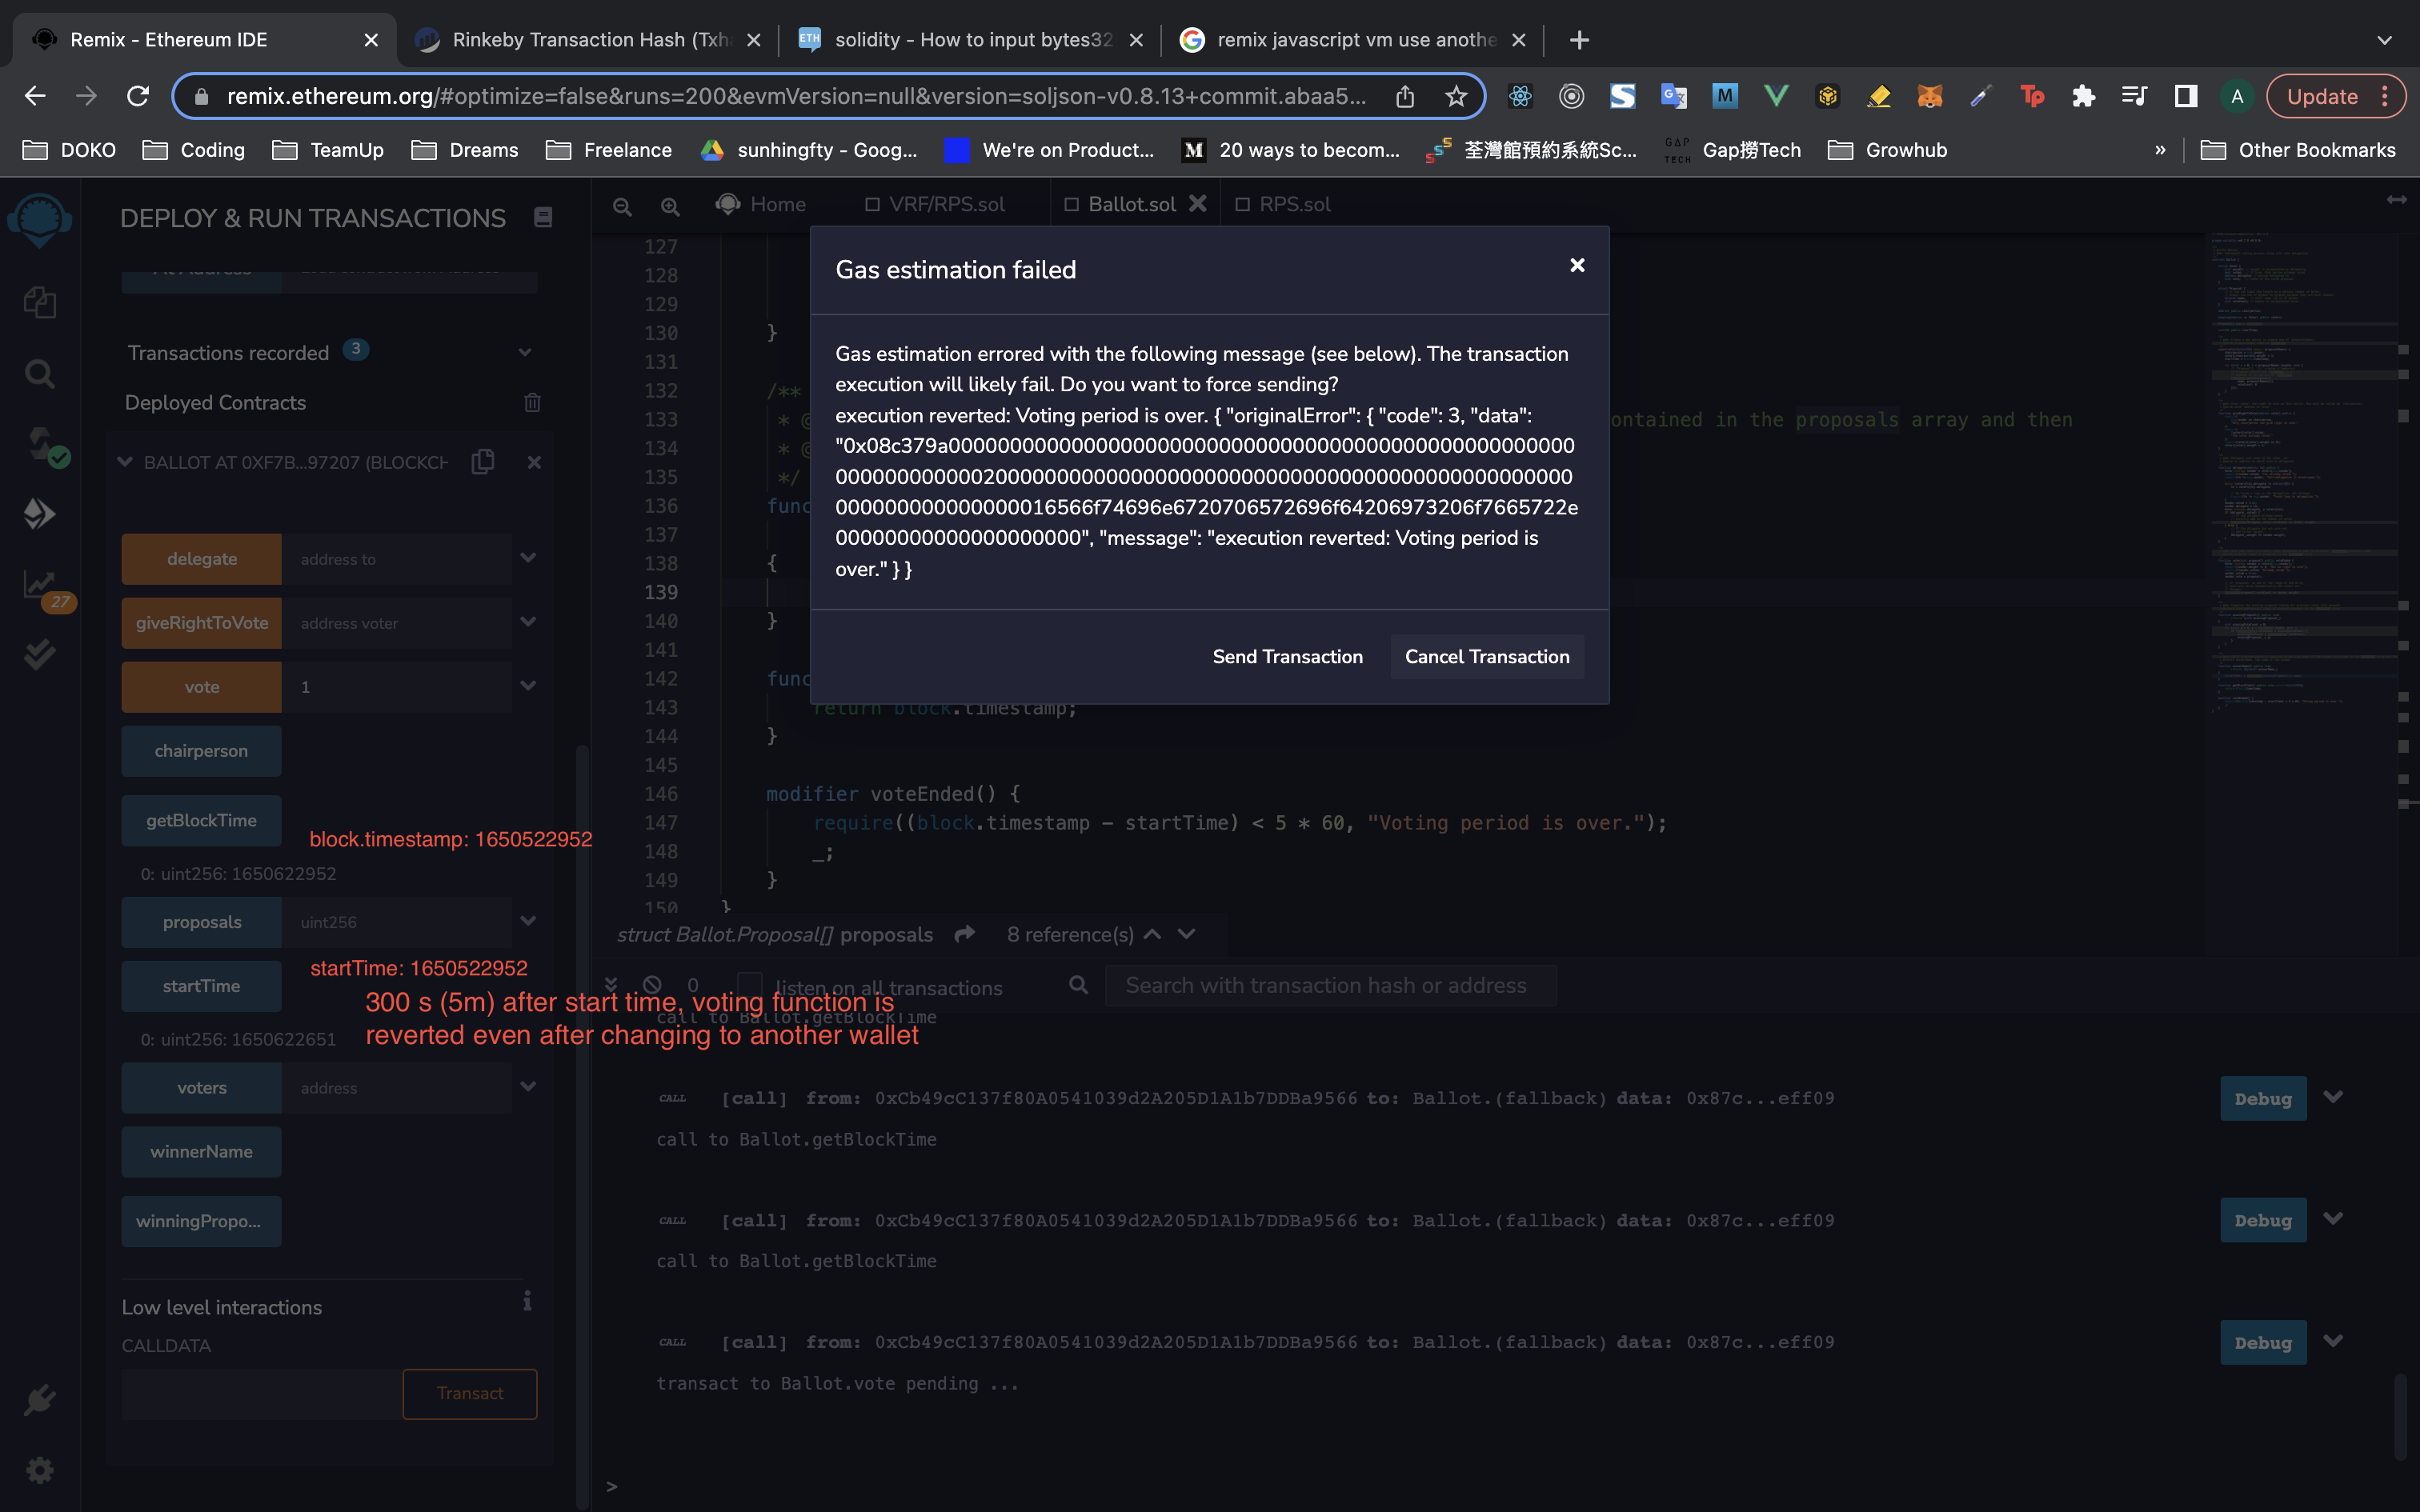 Remix - Ethereum IDE
Rinkeby Transaction Hash (Txh
solidity - How to input bytes32
remix javascript vm use anothe
remix.ethereum.org/#optimize=false&runs=200&evmVersion=null&version=soljson-v0.8.13+commit.abaa5...
Update
DOKO
Coding
TeamUp
Dreams
Freelance
sunhingfty - Goog...
We're on Product...
20 ways to becom...
荃灣館預約系統Sc...
GAP TECH
Gap撈Tech
Growhub
»
Other Bookmarks
DEPLOY & RUN TRANSACTIONS
Home
VRF/RPS.sol
Ballot.sol
RPS.sol
At Address
Transactions recorded 3
Deployed Contracts
BALLOT AT 0XF7B...97207 (BLOCKCH
delegate address to
giveRightToVote address voter
vote 1
chairperson
getBlockTime
block.timestamp: 1650522952
0: uint256: 1650622952
proposals uint256
startTime
startTime: 1650522952
300 s (5m) after start time, voting function is
reverted even after changing to another wallet
0: uint256: 1650622651
voters address
winnerName
winningPropo...
Low level interactions
CALLDATA
Transact
27
Gas estimation failed
Gas estimation errored with the following message (see below). The transaction
execution will likely fail. Do you want to force sending?
execution reverted: Voting period is over. { "originalError": { "code": 3, "data":
"0x08c379a00000000000000000000000000000000000000000000000000
000000000000020000000000000000000000000000000000000000000000
0000000000000000016566f74696e6720706572696f64206973206f7665722e
00000000000000000000", "message": "execution reverted: Voting period is
over." } }
Send Transaction
Cancel Transaction
127
128
129
130 }
131
132 /**
133 * @ ontained in the proposals array and then
134 * @
135 */
136 func
137
138 {
139
140 }
141
142 func
143 return block.timestamp;
144 }
145
146 modifier voteEnded() {
147 require((block.timestamp - startTime) < 5 * 60, "Voting period is over.");
148 _;
149 }
150 }
struct Ballot.Proposal[] proposals 8 reference(s)
0 listen on all transactions
Search with transaction hash or address
call to Ballot.getBlockTime
CALL [call] from: 0xCb49cC137f80A0541039d2A205D1A1b7DDBa9566 to: Ballot.(fallback) data: 0x87c...eff09
Debug
call to Ballot.getBlockTime
CALL [call] from: 0xCb49cC137f80A0541039d2A205D1A1b7DDBa9566 to: Ballot.(fallback) data: 0x87c...eff09
Debug
call to Ballot.getBlockTime
CALL [call] from: 0xCb49cC137f80A0541039d2A205D1A1b7DDBa9566 to: Ballot.(fallback) data: 0x87c...eff09
Debug
transact to Ballot.vote pending ...
>